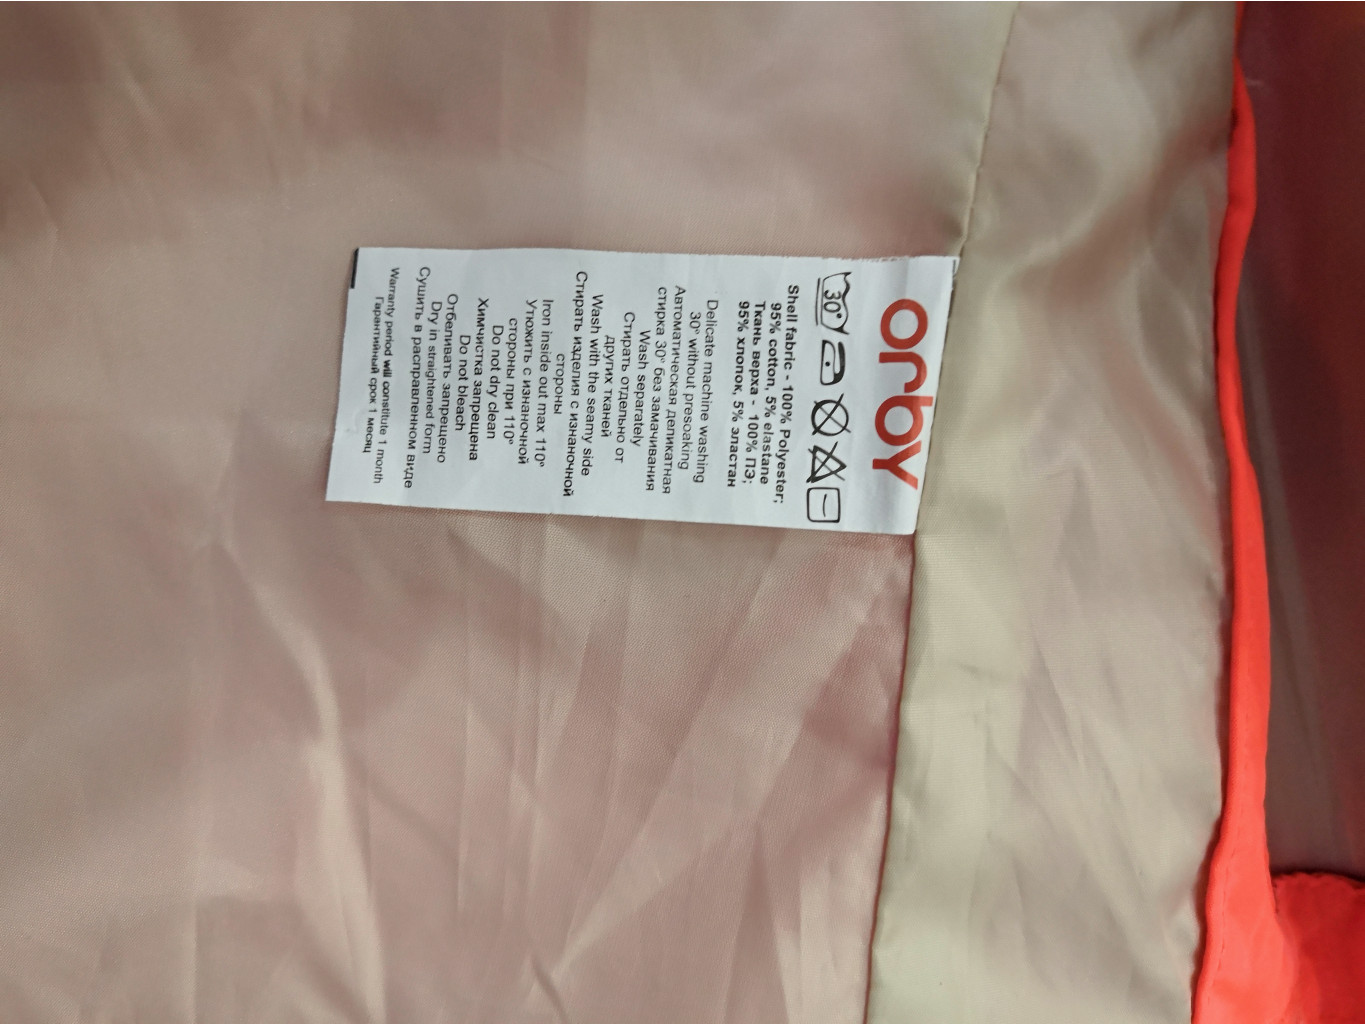 orby
30°
Shell fabric - 100% Polyester;
95% cotton, 5% elastane
Ткань верха - 100% ПЭ;
95% хлопок, 5% эластан
Delicate machine washing
30° without presoaking
Автоматическая деликатная
стирка 30° без замачивания
Wash separately
Стирать отдельно от
других тканей
Wash with the seamy side
Стирать изделия с изнаночной
стороны
Iron inside out max 110°
Утюжить с изнаночной
стороны при 110°
Do not dry clean
Химчистка запрещена
Do not bleach
Отбеливать запрещено
Dry in straightened form
Сушить в расправленном виде
Warranty period will constitute 1 month
Гарантийный срок 1 месяц